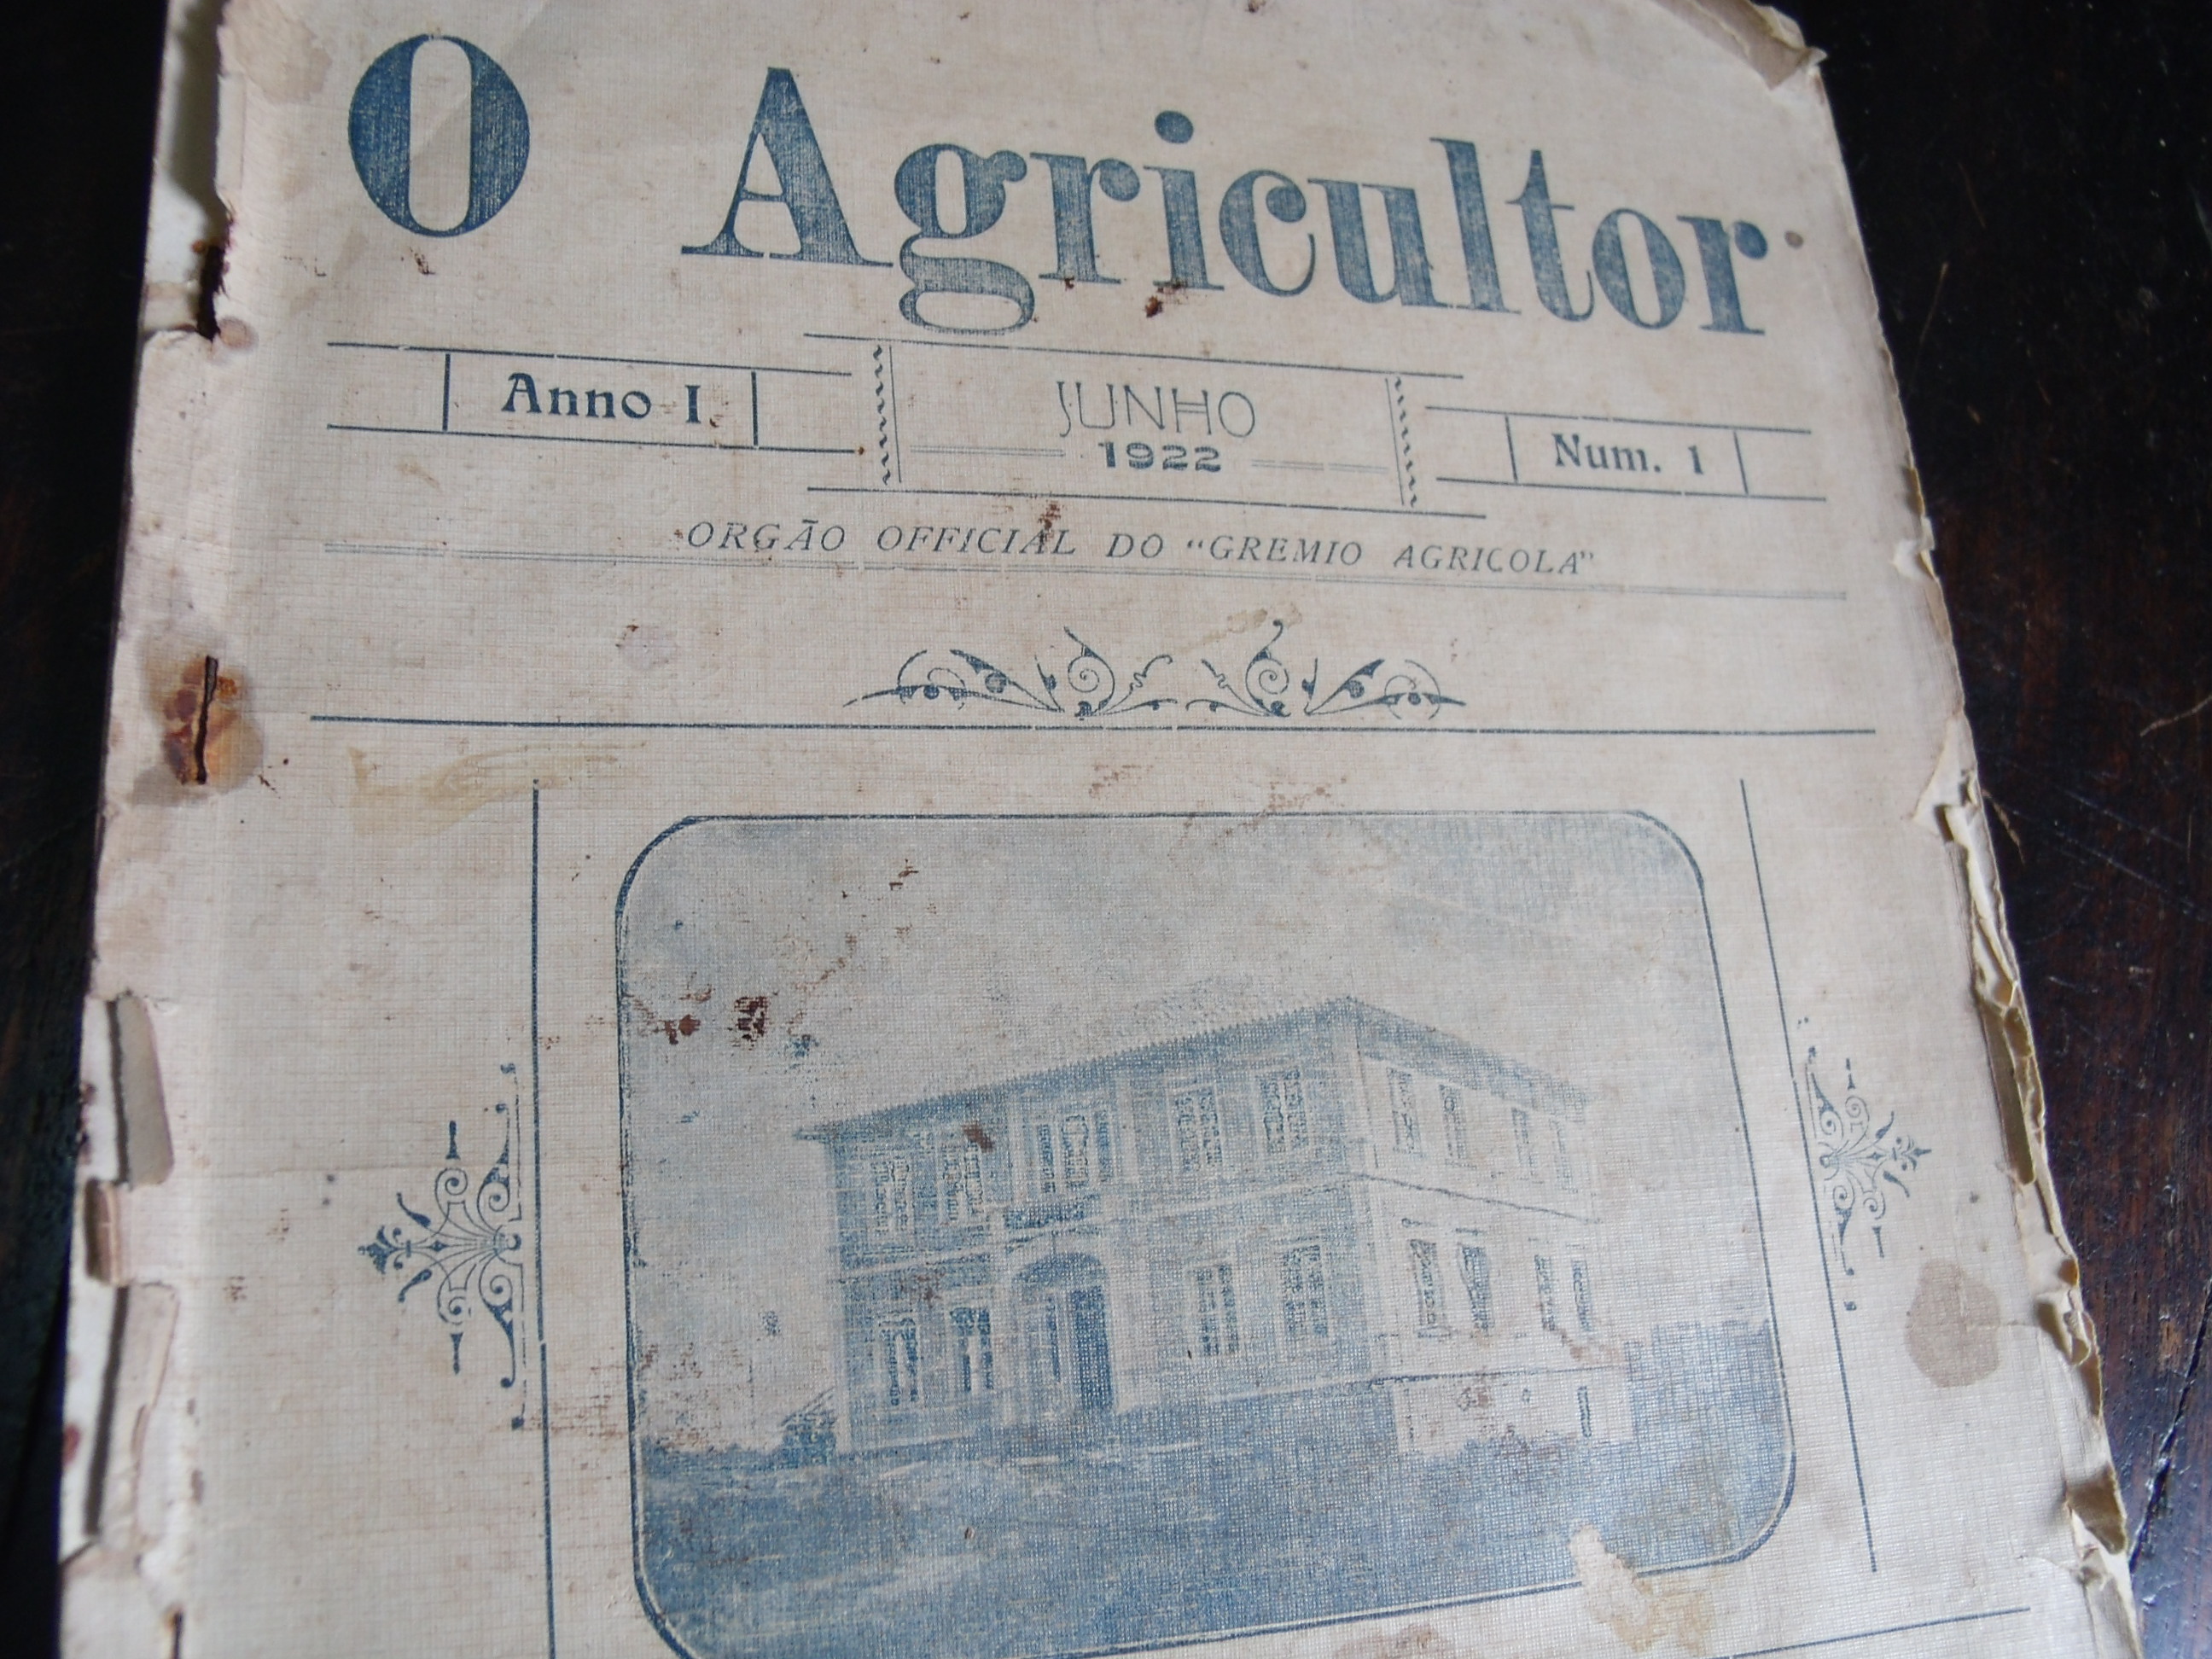 O Agricultor
Anno I.
JUNHO
1922
Num. 1
ORGÃO OFFICIAL DO “GREMIO AGRICOLA”